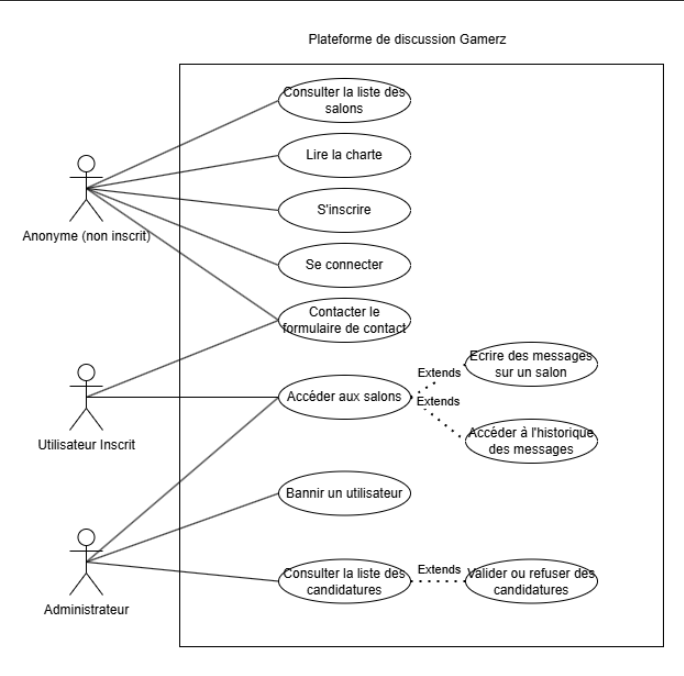 Plateforme de discussion Gamerz
Consulter la liste des
salons
Lire la charte
S'inscrire
Anonyme (non inscrit)
Se connecter
Contacter le
formulaire de contact
Ecrire des messages
sur un salon
Extends
Accéder aux salons
Extends
Utilisateur Inscrit
Accéder à l'historique
des messages
Bannir un utilisateur
Consulter la liste des
candidatures
Extends
Valider ou refuser des
candidatures
Administrateur